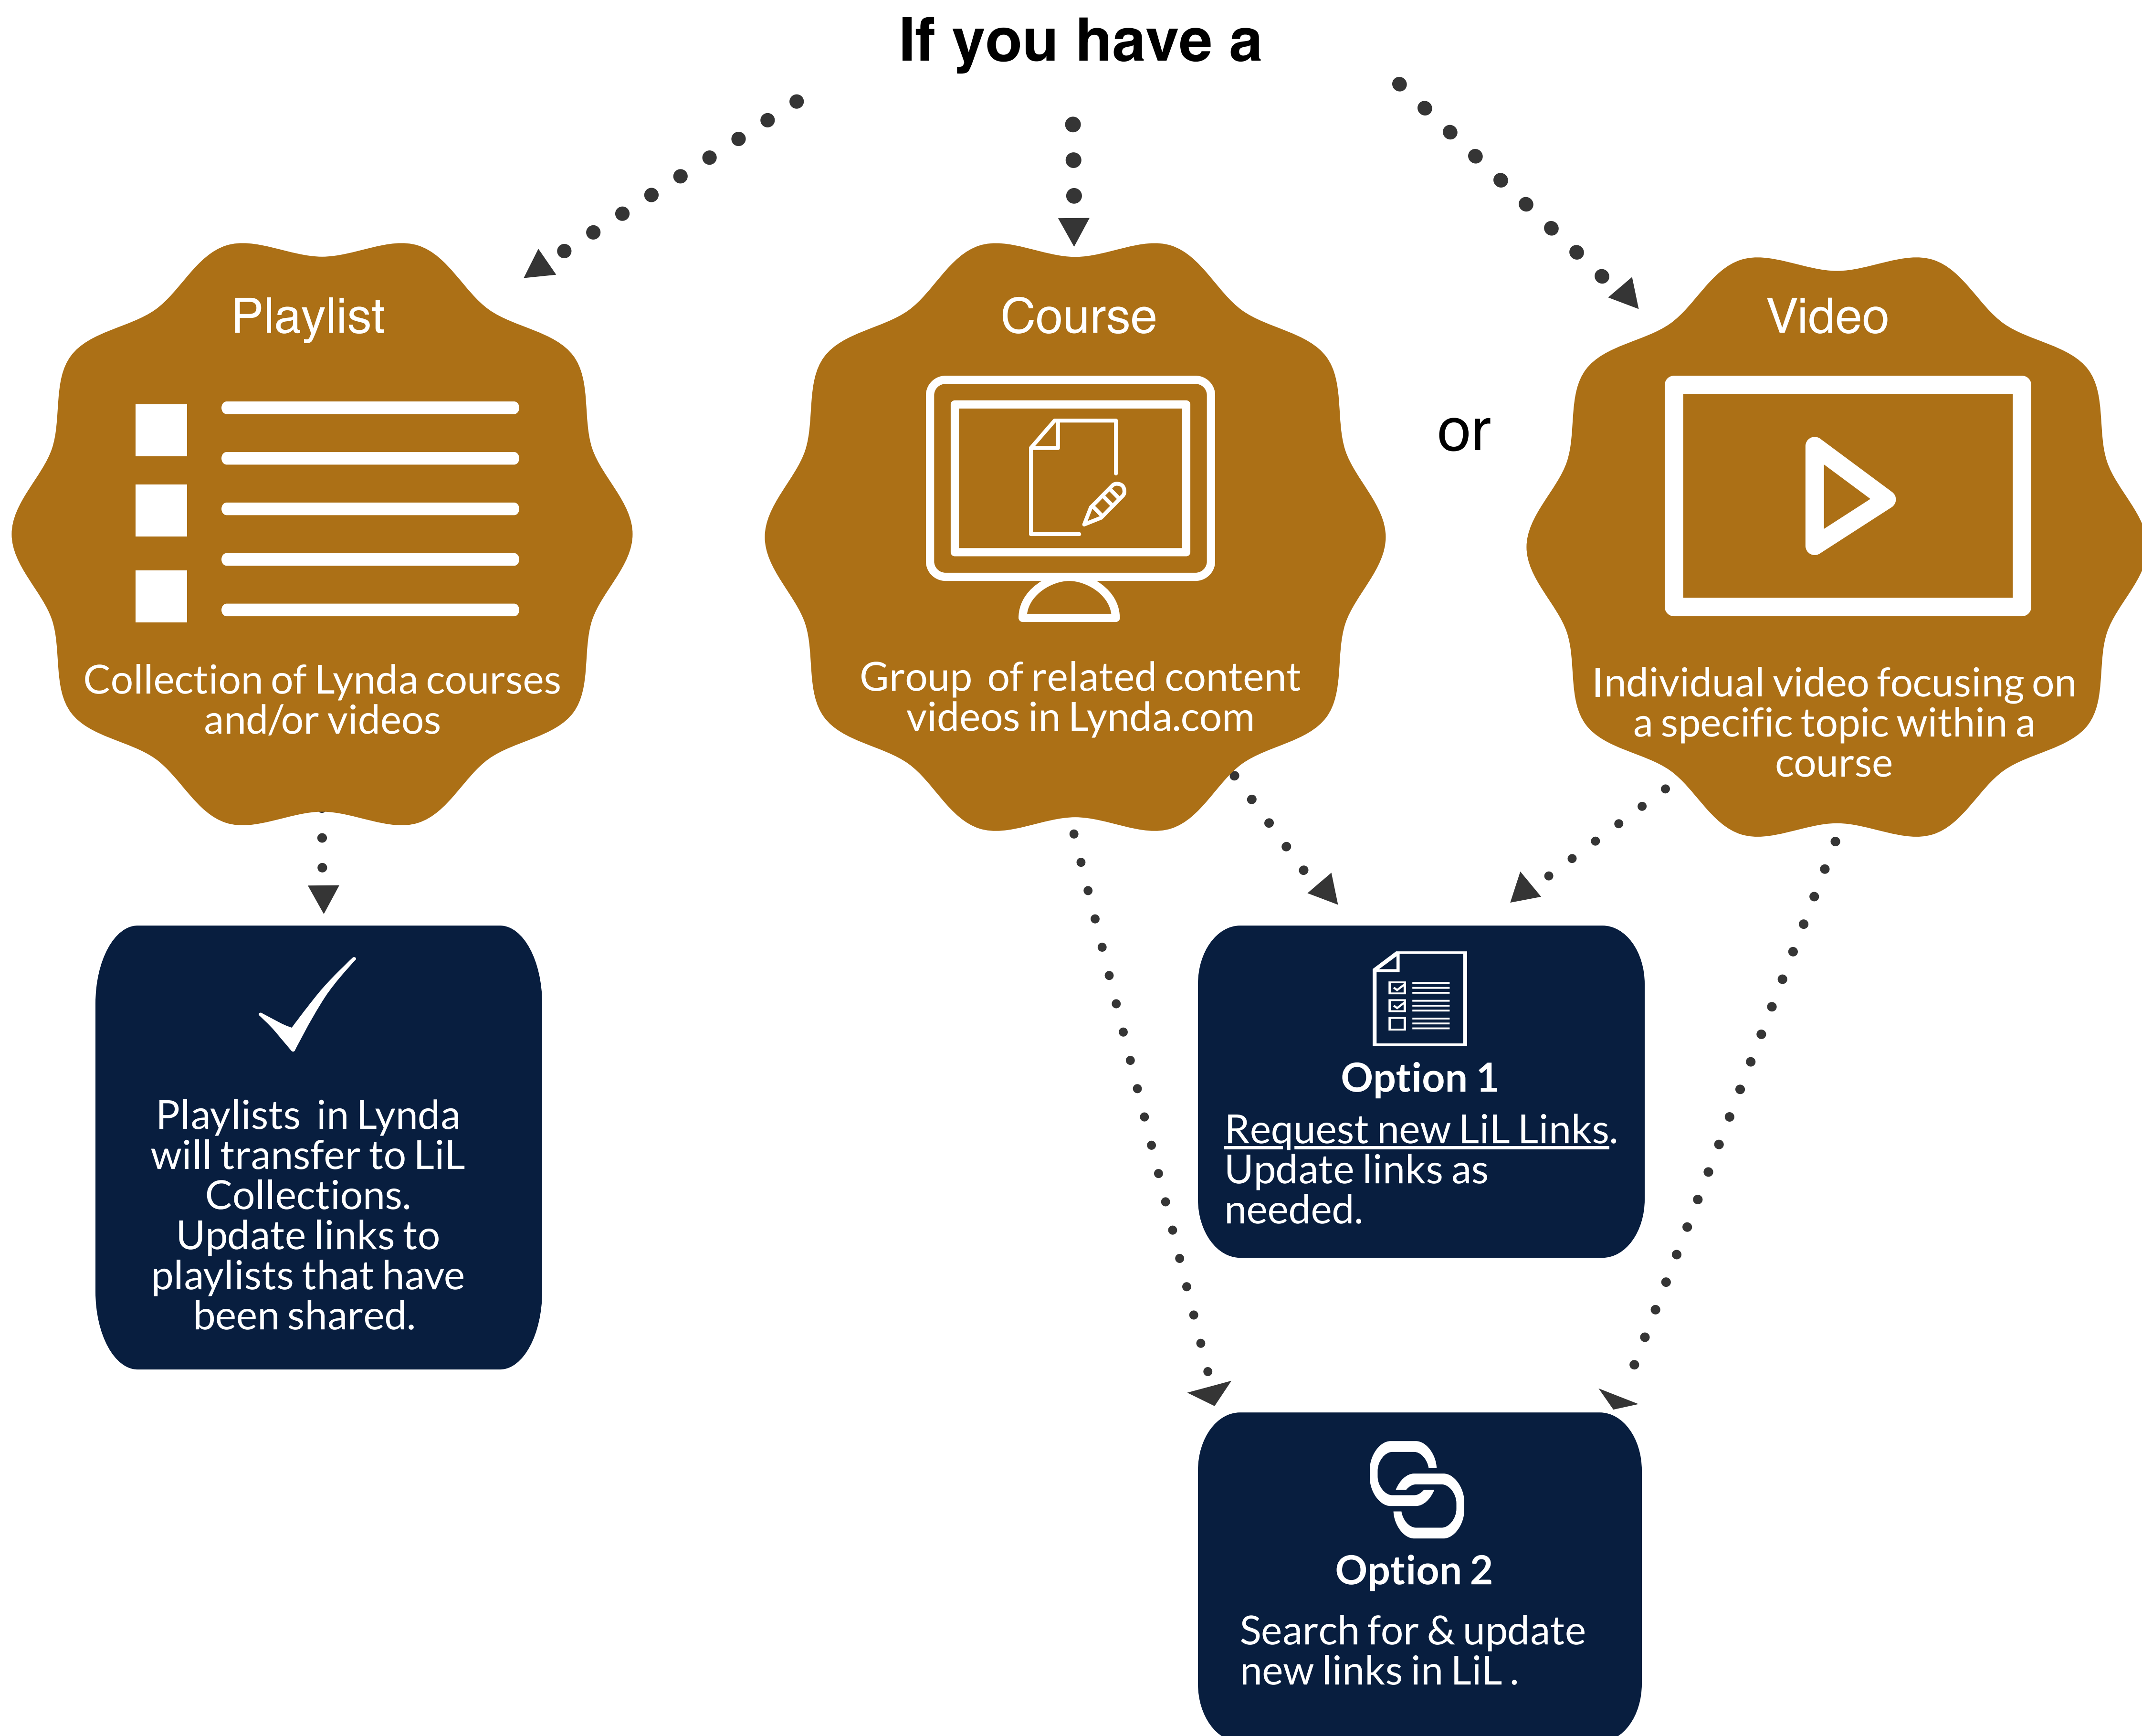 If you have a
Playlist
Collection of Lynda courses
and/or videos
Course
Group of related content
videos in Lynda.com
or
Video
Individual video focusing on
a specific topic within a
course
Playlists in Lynda
will transfer to LiL
Collections.
Update links to
playlists that have
been shared.
Option 1
Request new LiL Links.
Update links as
needed.
Option 2
Search for & update
new links in LiL .